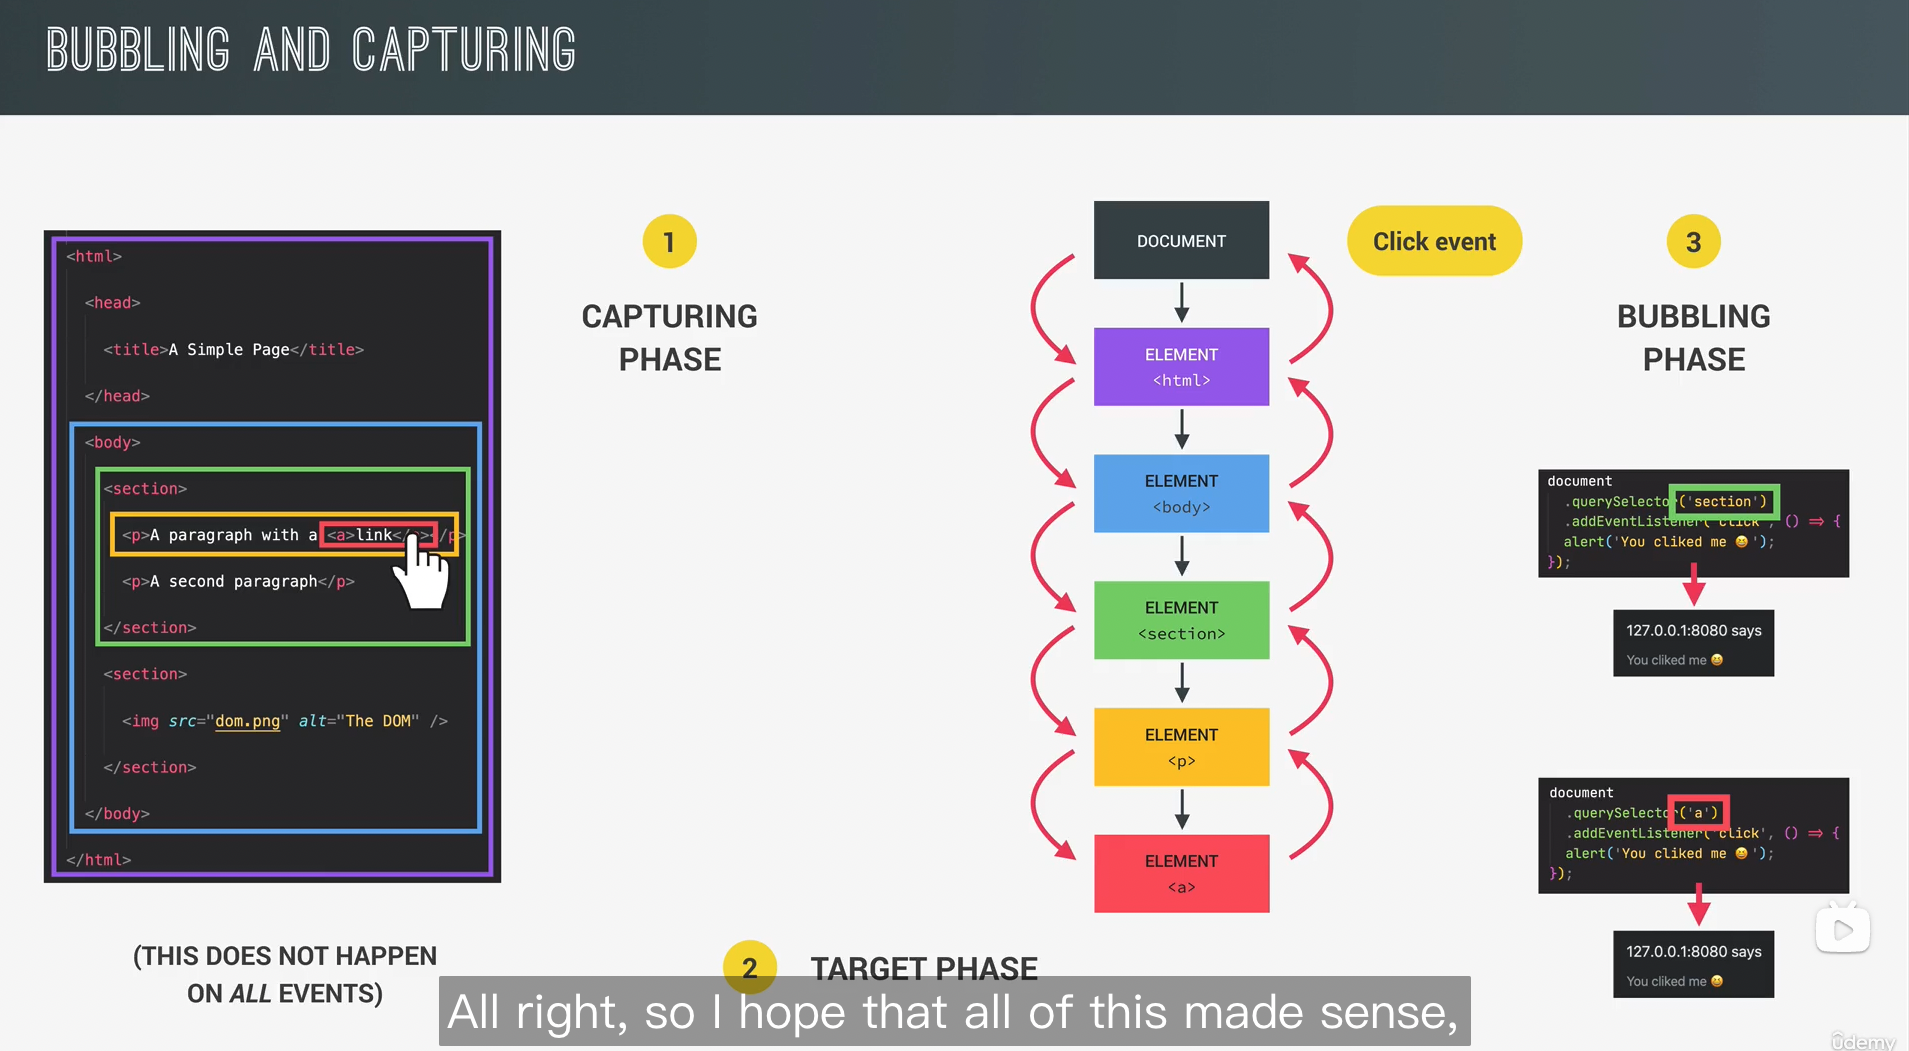 BUBBLING AND CAPTURING
<html>
<head>
<title>A Simple Page</title>
</head>
<body>
<section>
<p>A paragraph with a <a>link</a></p>
<p>A second paragraph</p>
</section>
<section>
<img src="dom.png" alt="The DOM" />
</section>
</body>
</html>
(THIS DOES NOT HAPPEN
ON ALL EVENTS)
1
CAPTURING
PHASE
2
TARGET PHASE
DOCUMENT
ELEMENT
<html>
ELEMENT
<body>
ELEMENT
<section>
ELEMENT
<p>
ELEMENT
<a>
Click event
3
BUBBLING
PHASE
document
.querySelector('section')
.addEventListener('click', () => {
alert('You cliked me 😆');
});
127.0.0.1:8080 says
You cliked me 😆
document
.querySelector('a')
.addEventListener('click', () => {
alert('You cliked me 😆');
});
127.0.0.1:8080 says
You cliked me 😆
All right, so I hope that all of this made sense,
ûdemy